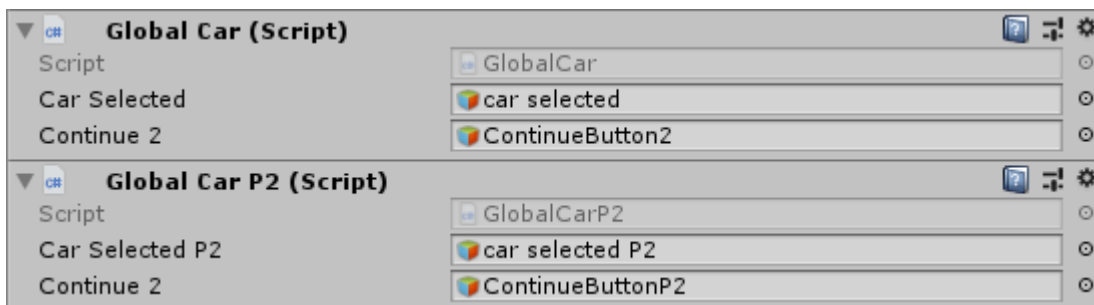 c# Global Car (Script)
Script GlobalCar
Car Selected car selected
Continue 2 ContinueButton2
c# Global Car P2 (Script)
Script GlobalCarP2
Car Selected P2 car selected P2
Continue 2 ContinueButtonP2